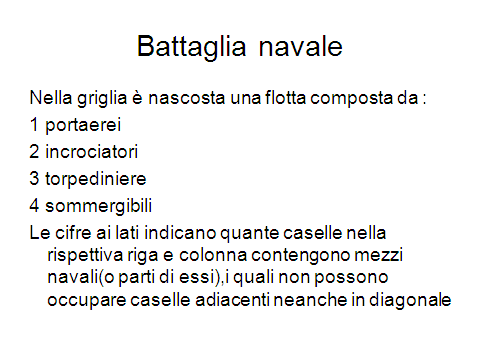 Battaglia navale
Nella griglia è nascosta una flotta composta da :
1 portaerei
2 incrociatori
3 torpediniere
4 sommergibili
Le cifre ai lati indicano quante caselle nella
rispettiva riga e colonna contengono mezzi
navali(o parti di essi),i quali non possono
occupare caselle adiacenti neanche in diagonale